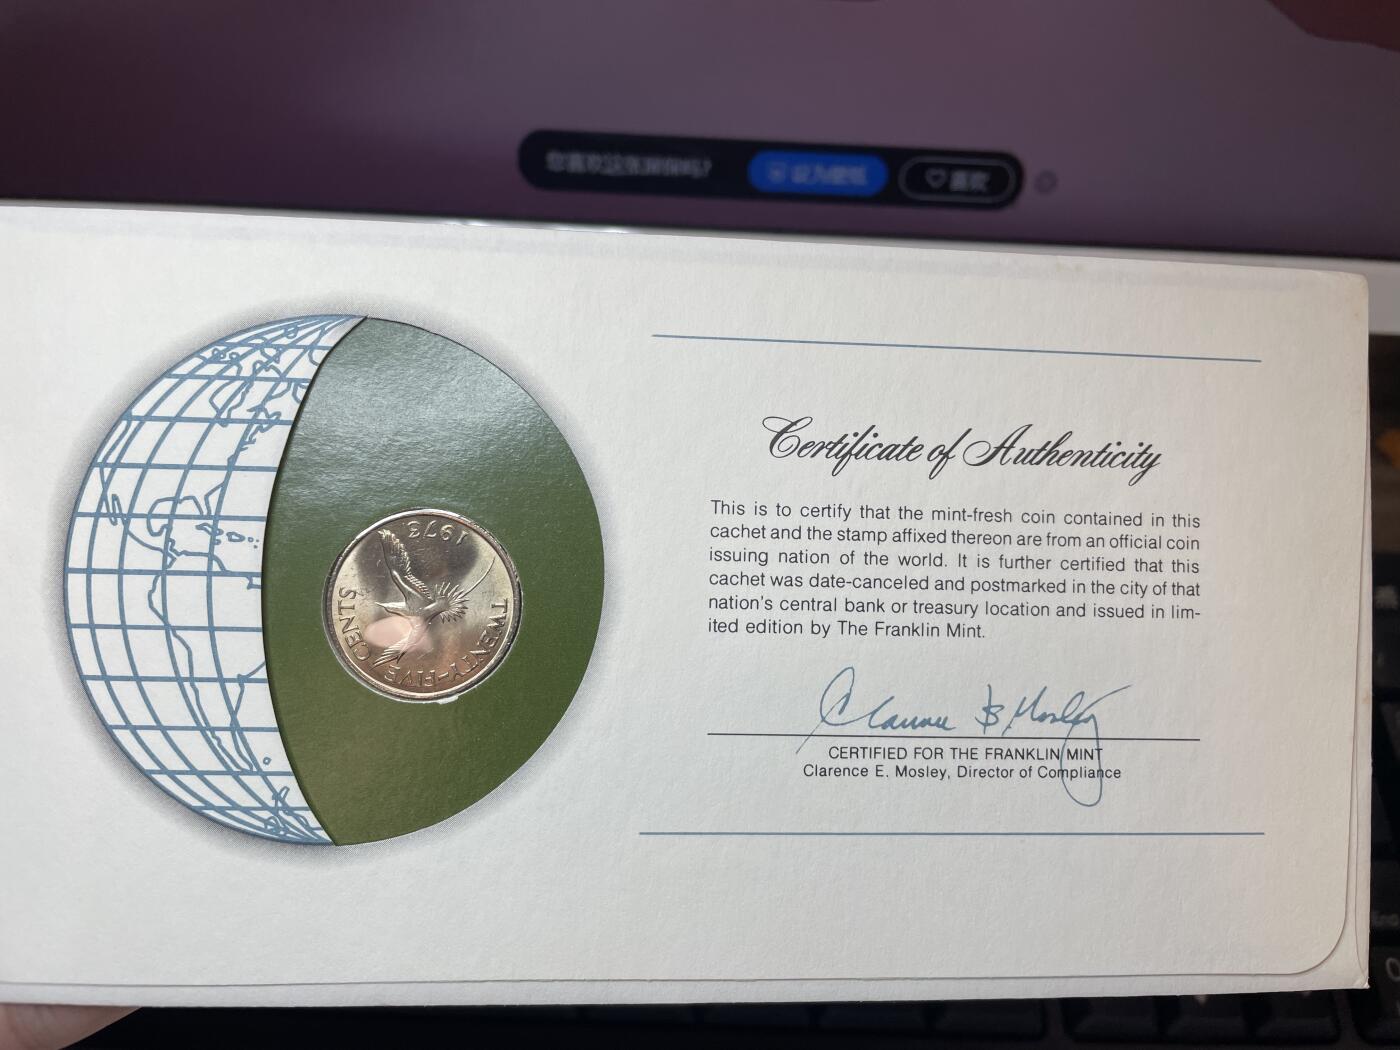 喜欢
Certificate of Authenticity
This is to certify that the mint-fresh coin contained in this
cachet and the stamp affixed thereon are from an official coin
issuing nation of the world. It is further certified that this
cachet was date-canceled and postmarked in the city of that
nation's central bank or treasury location and issued in lim-
ited edition by The Franklin Mint.
CERTIFIED FOR THE FRANKLIN MINT
Clarence E. Mosley, Director of Compliance
1973
TWENTY-FIVE CENTS